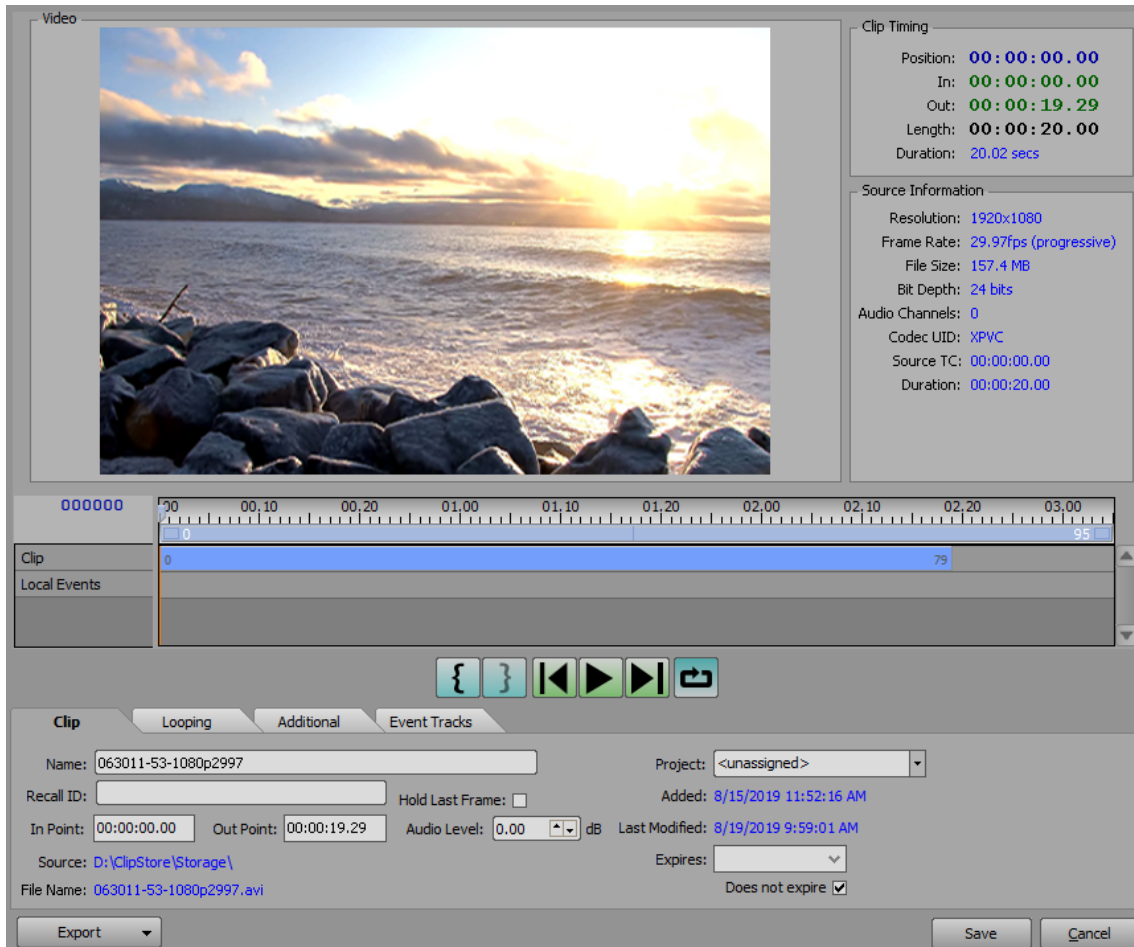 Video
Clip Timing
Position: 00:00:00.00
In: 00:00:00.00
Out: 00:00:19.29
Length: 00:00:20.00
Duration: 20.02 secs
Source Information
Resolution: 1920x1080
Frame Rate: 29.97fps (progressive)
File Size: 157.4 MB
Bit Depth: 24 bits
Audio Channels: 0
Codec UID: XPVC
Source TC: 00:00:00.00
Duration: 00:00:20.00
000000 00 00.10 00.20 01.00 01.10 01.20 02.00 02.10 02.20 03.00
0 95
Clip 0 79
Local Events
Clip Looping Additional Event Tracks
Name: 063011-53-1080p2997
Project: <unassigned>
Recall ID:
Hold Last Frame:
Added: 8/15/2019 11:52:16 AM
In Point: 00:00:00.00 Out Point: 00:00:19.29 Audio Level: 0.00 dB
Last Modified: 8/19/2019 9:59:01 AM
Source: D:\ClipStore\Storage\
Expires:
File Name: 063011-53-1080p2997.avi
Does not expire
Export Save Cancel